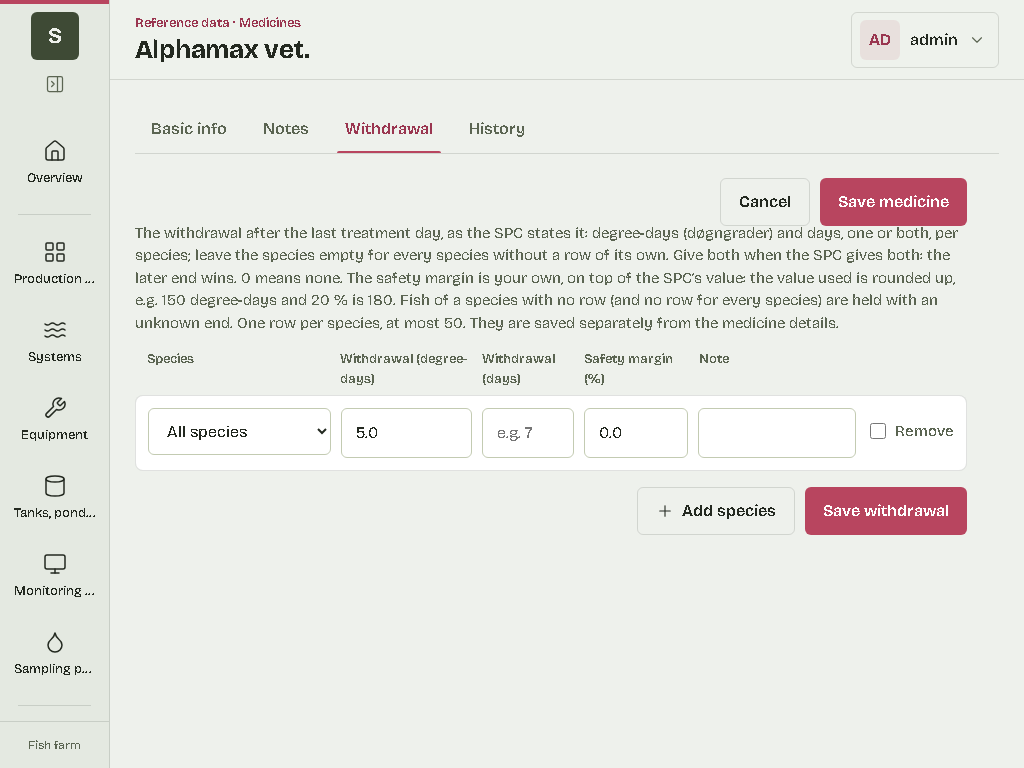 S
Reference data · Medicines
Alphamax vet.
AD admin
Overview
Production ...
Systems
Equipment
Tanks, pond...
Monitoring ...
Sampling p...
Fish farm
Basic info Notes Withdrawal History
Cancel Save medicine
The withdrawal after the last treatment day, as the SPC states it: degree-days (døgngrader) and days, one or both, per
species; leave the species empty for every species without a row of its own. Give both when the SPC gives both: the
later end wins. 0 means none. The safety margin is your own, on top of the SPC's value: the value used is rounded up,
e.g. 150 degree-days and 20 % is 180. Fish of a species with no row (and no row for every species) are held with an
unknown end. One row per species, at most 50. They are saved separately from the medicine details.
Species Withdrawal (degree-days) Withdrawal (days) Safety margin (%) Note
All species 5.0 e.g. 7 0.0 Remove
+ Add species Save withdrawal